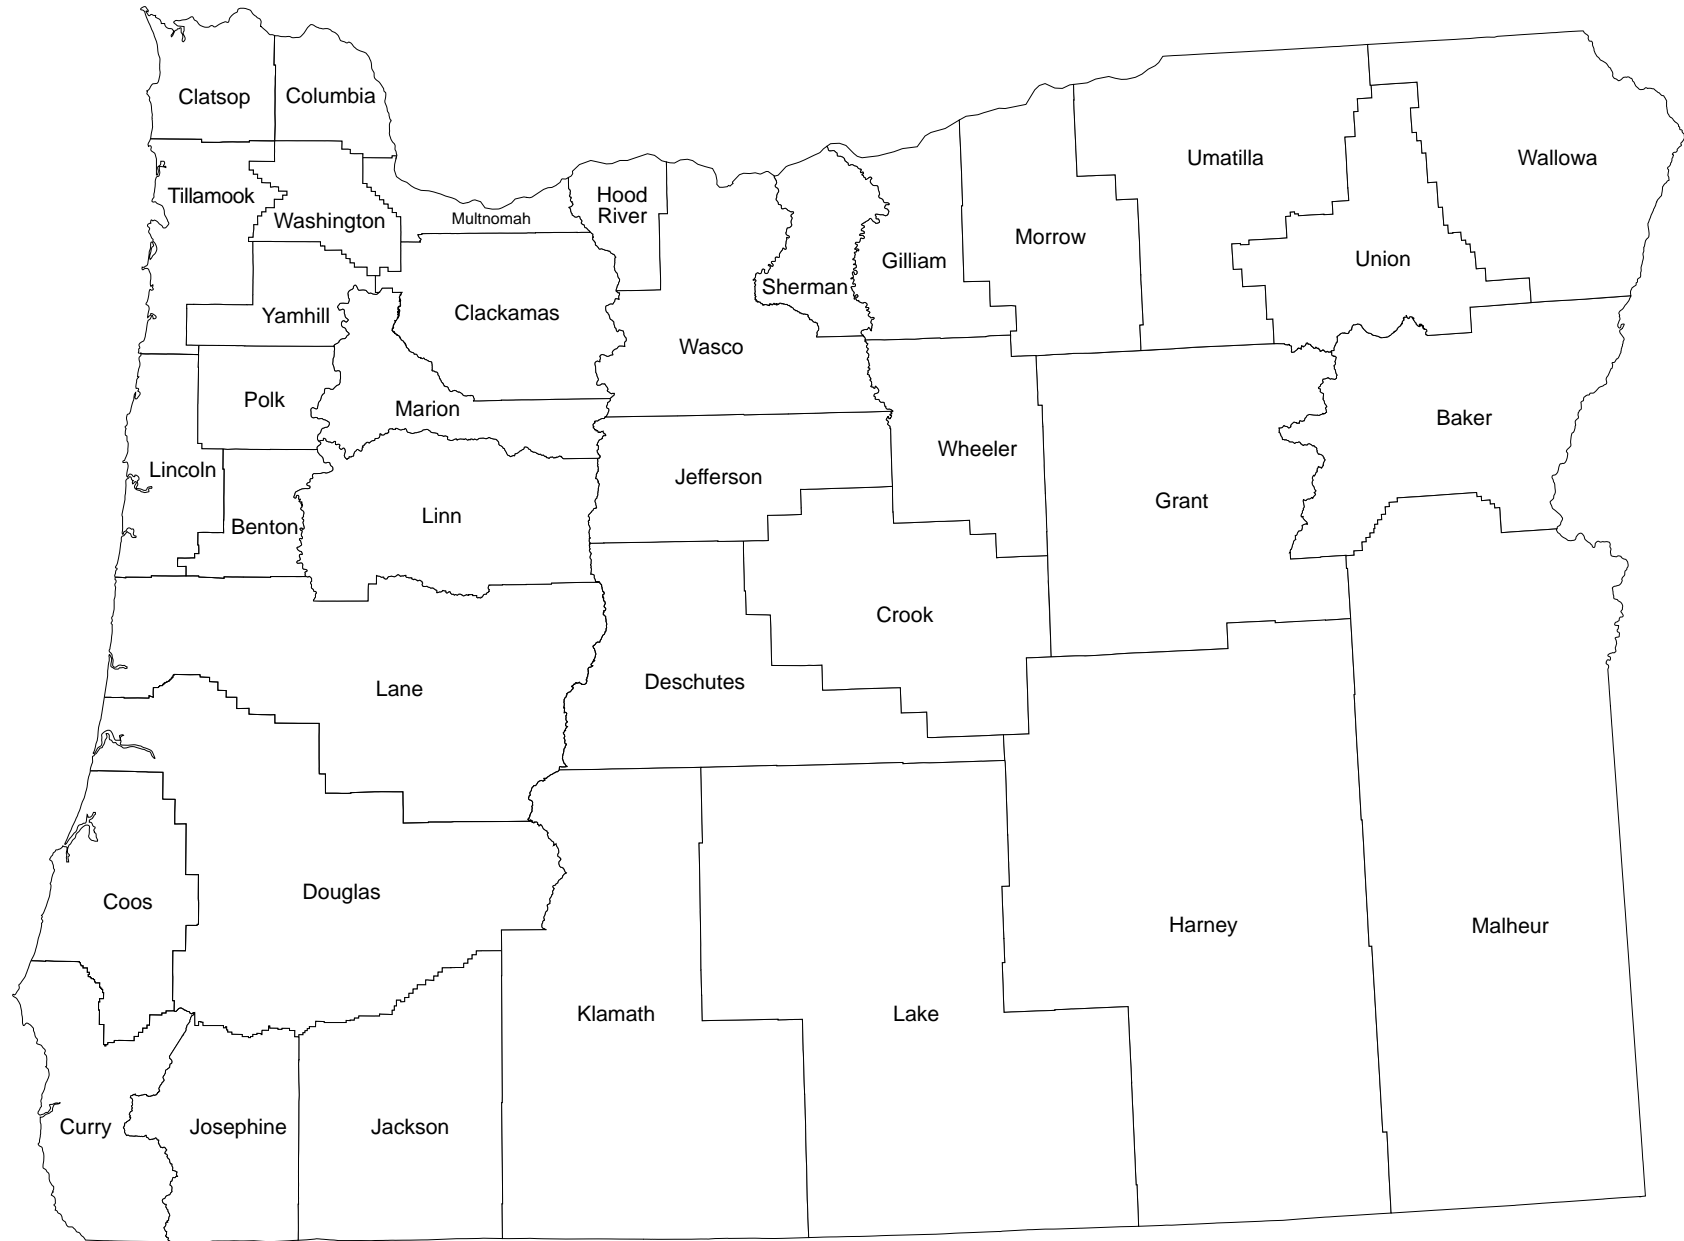 Clatsop
Columbia
Tillamook
Washington
Multnomah
Hood
River
Umatilla
Wallowa
Morrow
Gilliam
Union
Sherman
Yamhill
Clackamas
Wasco
Polk
Marion
Baker
Wheeler
Lincoln
Jefferson
Grant
Benton
Linn
Crook
Lane
Deschutes
Coos
Douglas
Harney
Malheur
Klamath
Lake
Curry
Josephine
Jackson